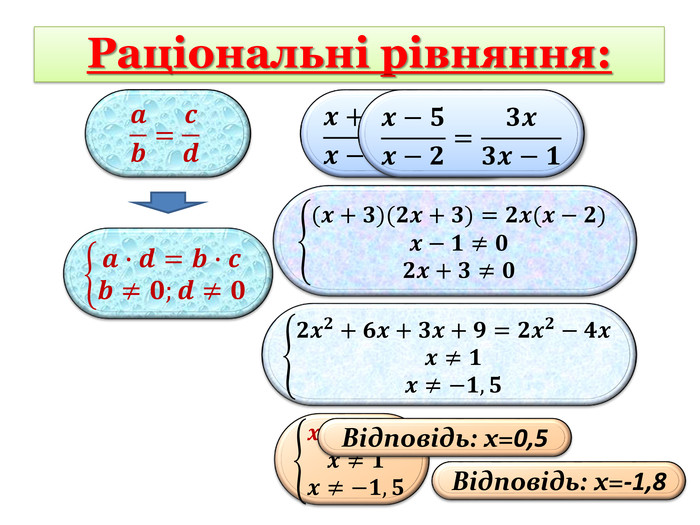 Раціональні рівняння:
a/b = c/d
x + 
x −
(x − 5)/(x − 2) = 3x/(3x − 1)
{a · d = b · c
b ≠ 0; d ≠ 0
{(x + 3)(2x + 3) = 2x(x − 2)
x − 1 ≠ 0
2x + 3 ≠ 0
{2x² + 6x + 3x + 9 = 2x² − 4x
x ≠ 1
x ≠ −1, 5
{x
x ≠ 1
x ≠ −1, 5
Відповідь: x=0,5
Відповідь: x=-1,8